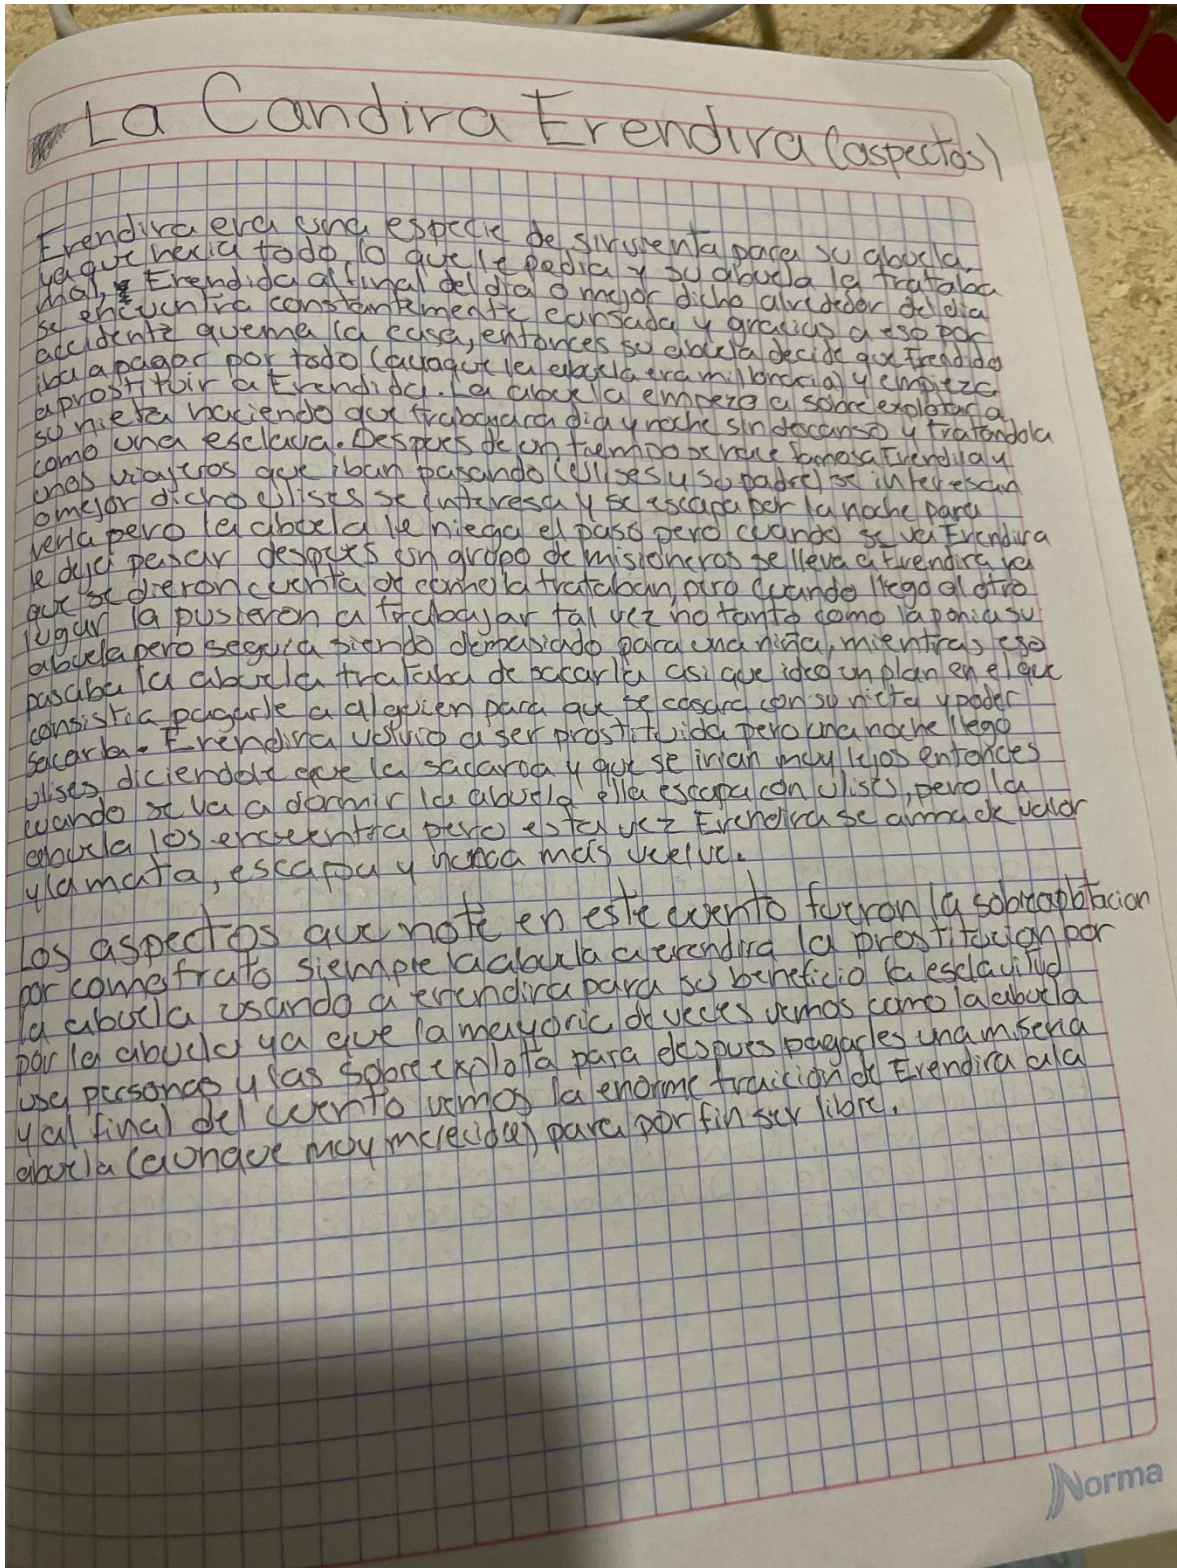 La Candira Erendira (aspectos)
Erendira era una especie de sirvienta para su abuela,
ya que hacia todo lo que le pedia y su abuela la trataba
mal, Erendida al final del dia o mejor dicho alrededor del dia
se encuentra constantemente cansada y gracias a eso por
accidente quema la casa, entonces su abuela decide que Erendida
iba a pagar por todo (aunque la abuela era millonaria) y empieza
a prostituir a Erendida. La abuela empezo a sobre explotar a
su nieta haciendo que trabajara dia y noche sin descanso y tratandola
como una esclava. Despues de un tiempo se hace famosa Erendira y
unos viajeros que iban pasando (Ulises y su padre) se interesan
o mejor dicho Ulises se interesa y se escapa por la noche para
verla pero la abuela le niega el paso pero cuando se va Erendira
le deja pasar despues un grupo de misioneros se lleva a Erendira ya
que se dieron cuenta de como la trataban, pero cuando llego al otro
lugar la pusieron a trabajar tal vez no tanto como la ponia su
abuela pero seguia siendo demasiado para una niña, mientras eso
pasaba la abuela trataba de sacarla asi que ideo un plan en el que
consistia pagarle a alguien para que se casara con su nieta y poder
sacarla. Erendira volvio a ser prostituida pero una noche llego
Ulises diciendole que la sacaroa y que se irian muy lejos entonces
cuando se va a dormir la abuela ella escapa con Ulises, pero la
abuela los encuentra pero esta vez Erendira se arma de valor
y la mata, escapa y nunca mas vuelve.
Los aspectos que note en este cuento fueron la sobreaplotacion
por como trato siempre la abuela a erendira la prostitucion por
la abuela usando a erendira para su beneficio la esclavitud
por la abuela ya que la mayoria de veces vemos como la abuela
usa personas y las sobre explota para despues pagarles una miseria
y al final del cuento vemos la enorme traicion de Erendira a la
abuela (aunque muy merecida) para por fin ser libre.
Norma